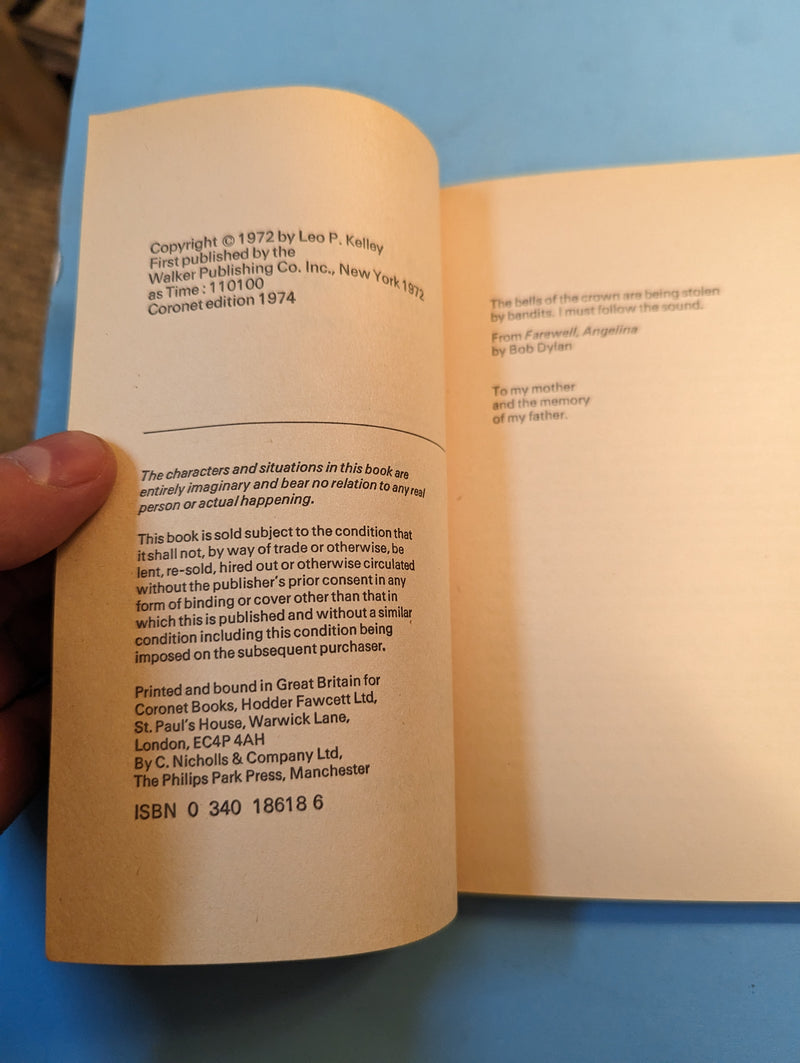 Copyright © 1972 by Leo P. Kelley
First published by the
Walker Publishing Co. Inc., New York 1972
as Time : 110100
Coronet edition 1974
The characters and situations in this book are
entirely imaginary and bear no relation to any real
person or actual happening.
This book is sold subject to the condition that
it shall not, by way of trade or otherwise, be
lent, re-sold, hired out or otherwise circulated
without the publisher's prior consent in any
form of binding or cover other than that in
which this is published and without a similar
condition including this condition being
imposed on the subsequent purchaser.
Printed and bound in Great Britain for
Coronet Books, Hodder Fawcett Ltd,
St. Paul's House, Warwick Lane,
London, EC4P 4AH
By C. Nicholls & Company Ltd,
The Philips Park Press, Manchester
ISBN 0 340 18618 6
The bells of the crown are being stolen
by bandits. I must follow the sound.
From Farewell, Angelina
by Bob Dylan
To my mother
and the memory
of my father.